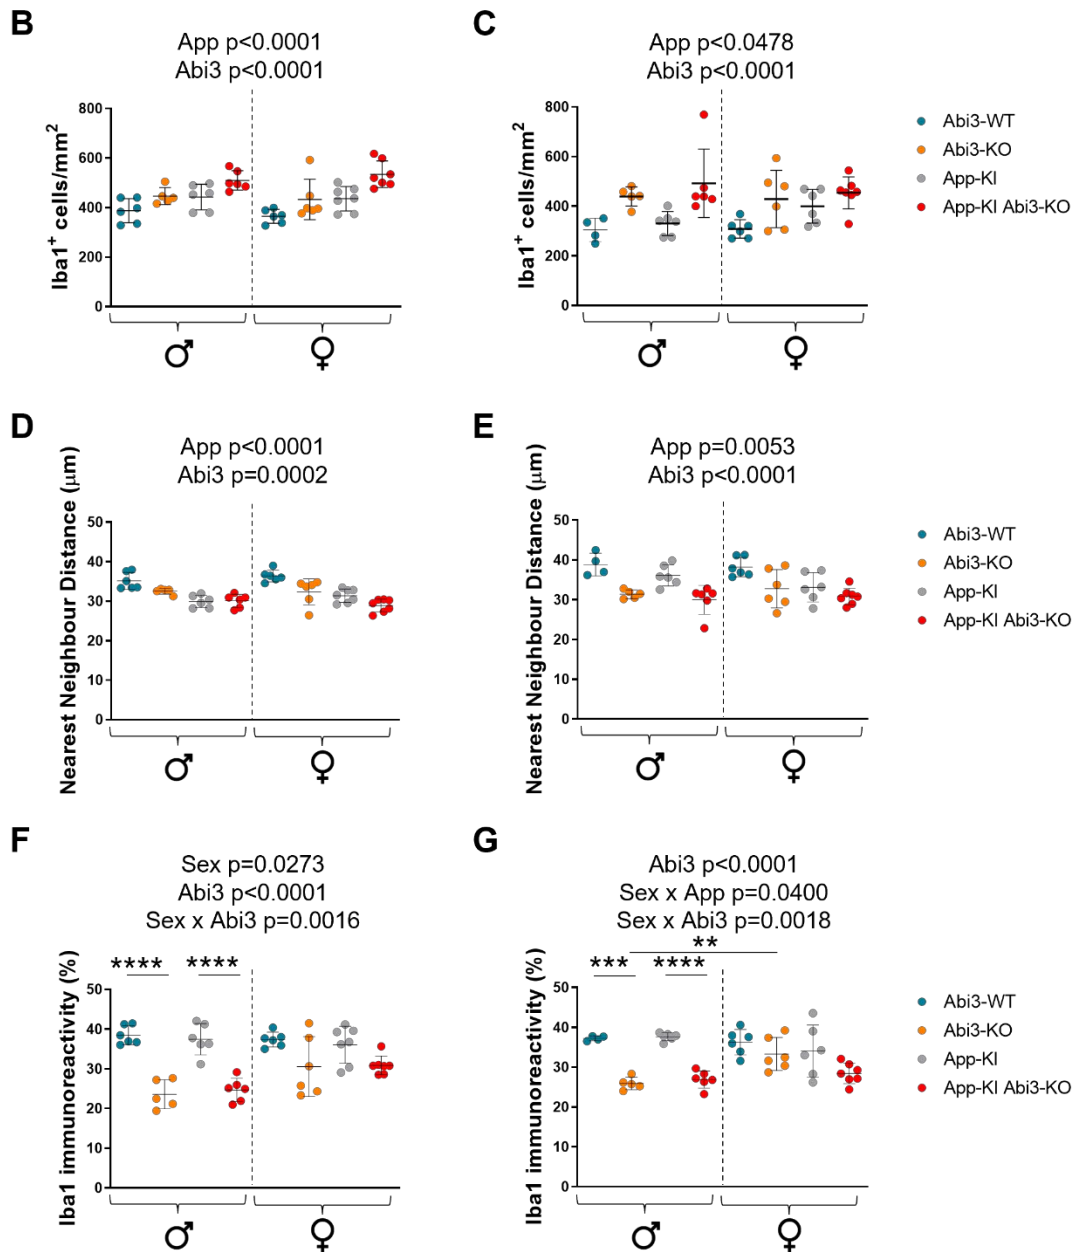 B
App p<0.0001
Abi3 p<0.0001
Iba1+ cells/mm2
800
600
400
200
0
♂
♀
C
App p<0.0478
Abi3 p<0.0001
800
600
400
200
0
♂
♀
Abi3-WT
Abi3-KO
App-KI
App-KI Abi3-KO
D
App p<0.0001
Abi3 p=0.0002
Nearest Neighbour Distance (μm)
50
40
30
20
10
0
♂
♀
E
App p=0.0053
Abi3 p<0.0001
Nearest Neighbour Distance (μm)
50
40
30
20
10
0
♂
♀
Abi3-WT
Abi3-KO
App-KI
App-KI Abi3-KO
F
Sex p=0.0273
Abi3 p<0.0001
Sex x Abi3 p=0.0016
**** ****
Iba1 immunoreactivity (%)
50
40
30
20
10
0
♂
♀
G
Abi3 p<0.0001
Sex x App p=0.0400
Sex x Abi3 p=0.0018
**
*** ****
Iba1 immunoreactivity (%)
50
40
30
20
10
0
♂
♀
Abi3-WT
Abi3-KO
App-KI
App-KI Abi3-KO